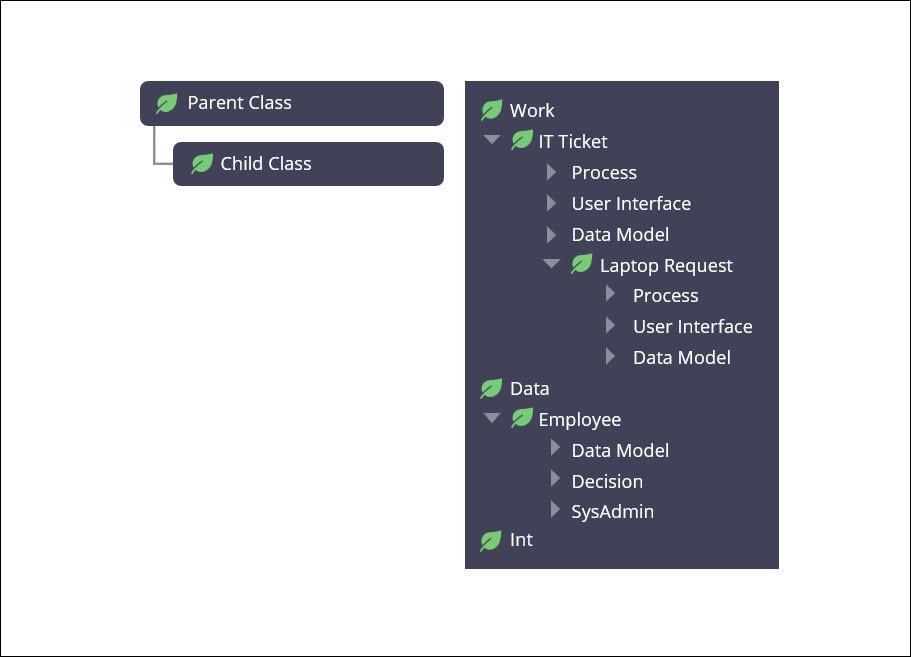 Parent Class
Child Class
Work
IT Ticket
Process
User Interface
Data Model
Laptop Request
Process
User Interface
Data Model
Data
Employee
Data Model
Decision
SysAdmin
Int